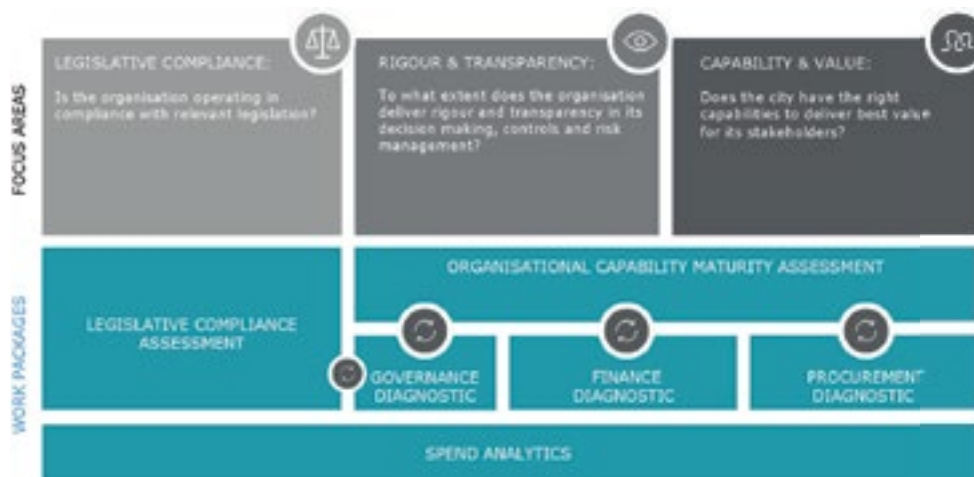 FOCUS AREAS
LEGISLATIVE COMPLIANCE:
Is the organisation operating in
compliance with relevant legislation?
RIGOUR & TRANSPARENCY:
To what extent does the organisation
deliver rigour and transparency in its
decision making, controls and risk
management?
CAPABILITY & VALUE:
Does the city have the right
capabilities to deliver best value
for its stakeholders?
WORK PACKAGES
LEGISLATIVE COMPLIANCE
ASSESSMENT
ORGANISATIONAL CAPABILITY MATURITY ASSESSMENT
GOVERNANCE
DIAGNOSTIC
FINANCE
DIAGNOSTIC
PROCUREMENT
DIAGNOSTIC
SPEND ANALYTICS